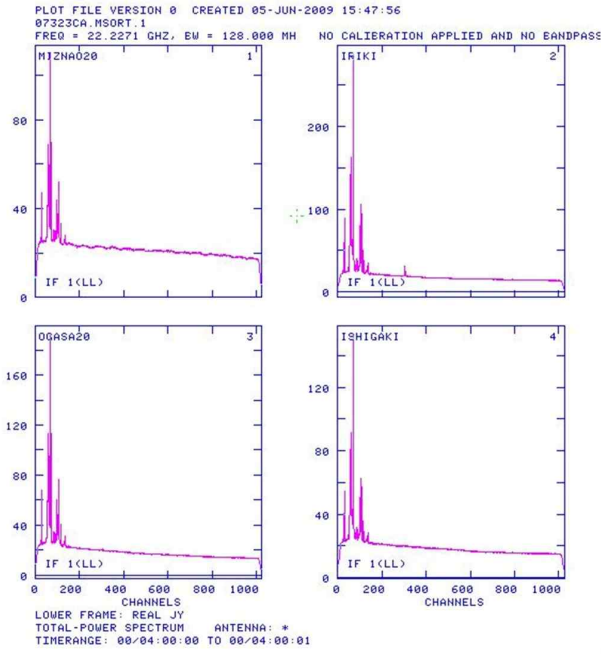 PLOT FILE VERSION 0 CREATED 05-JUN-2009 15:47:56
07323CA.MSORT.1
FREQ = 22.2271 GHZ, BW = 128.000 MH NO CALIBRATION APPLIED AND NO BANDPASS
MIZNAO20 1
IRIKI 2
80
40
0
200
100
0
IF 1(LL)
IF 1(LL)
OGASA20 3
ISHIGAKI 4
160
120
80
40
0
120
80
40
0
IF 1(LL)
IF 1(LL)
0 200 400 600 800 1000
0 200 400 600 800 1000
CHANNELS
CHANNELS
LOWER FRAME: REAL JY
TOTAL-POWER SPECTRUM ANTENNA: *
TIMERANGE: 00/04:00:00 TO 00/04:00:01